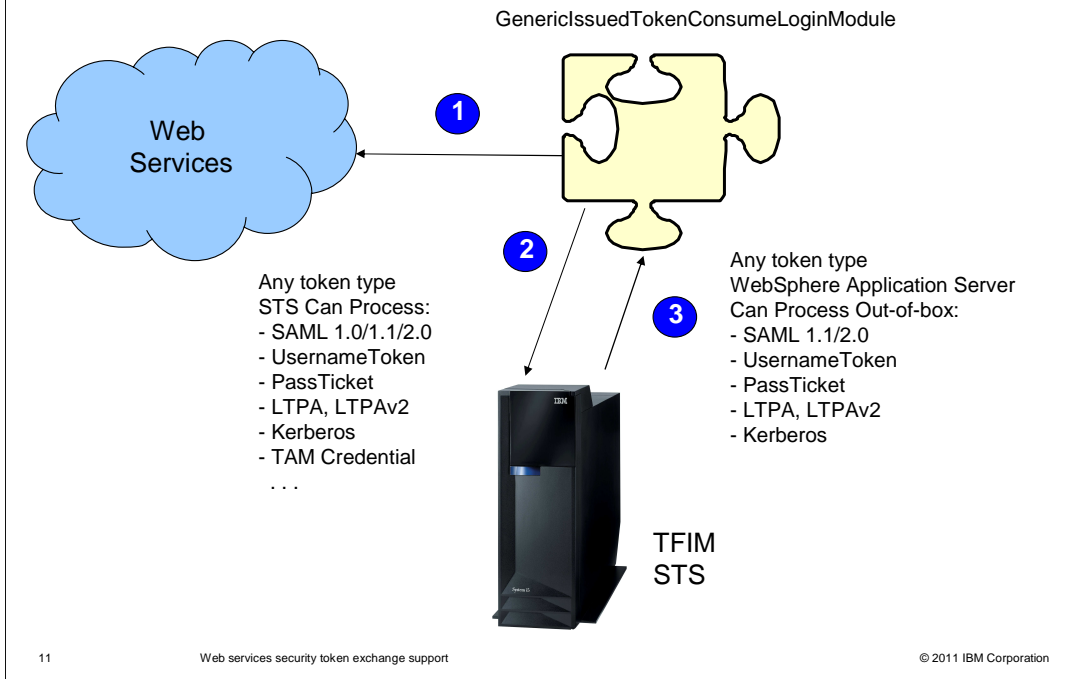 GenericIssuedTokenConsumeLoginModule
1
Web
Services
2
Any token type
STS Can Process:
- SAML 1.0/1.1/2.0
- UsernameToken
- PassTicket
- LTPA, LTPAv2
- Kerberos
- TAM Credential
. . .
3
Any token type
WebSphere Application Server
Can Process Out-of-box:
- SAML 1.1/2.0
- UsernameToken
- PassTicket
- LTPA, LTPAv2
- Kerberos
IBM
TFIM
STS
11
Web services security token exchange support
© 2011 IBM Corporation